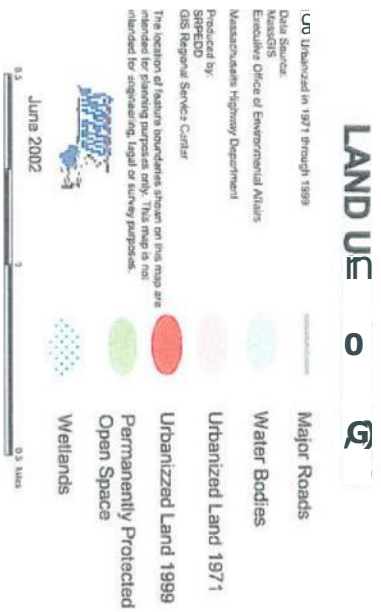 LAND U
Urbanized in 1971 through 1999
Data Source:
MassGIS
Executive Office of Environmental Affairs
Massachusetts Highway Department
Produced by:
SRPEDD
GIS Regional Service Center
The location of feature boundaries shown on this map are
intended for planning purposes only. This map is not
intended for engineering, legal or survey purposes.
June 2002
Major Roads
Water Bodies
Urbanized Land 1971
Urbanizzed Land 1999
Permanently Protected
Open Space
Wetlands
0.5 Miles